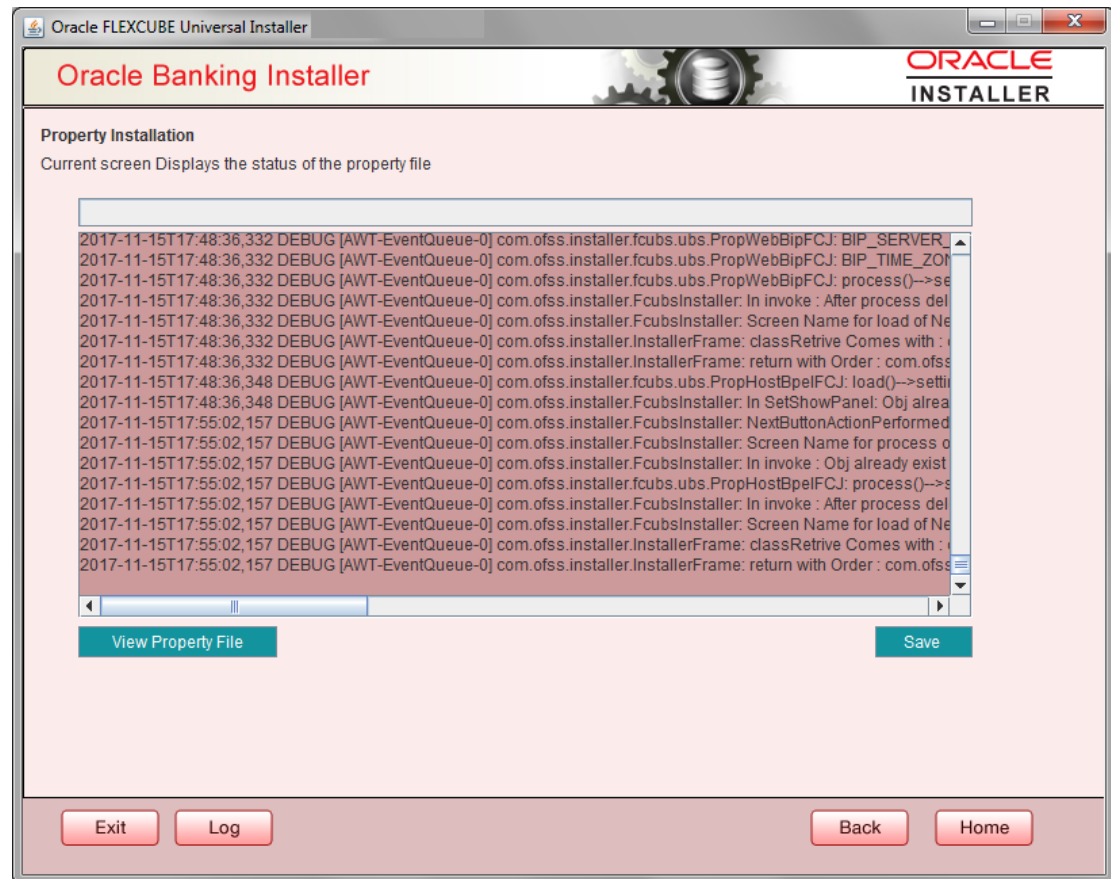 Oracle FLEXCUBE Universal Installer
Oracle Banking Installer
ORACLE
INSTALLER
Property Installation
Current screen Displays the status of the property file
2017-11-15T17:48:36,332 DEBUG [AWT-EventQueue-0] com.ofss.installer.fcubs.ubs.PropWebBipFCJ: BIP_SERVER_
2017-11-15T17:48:36,332 DEBUG [AWT-EventQueue-0] com.ofss.installer.fcubs.ubs.PropWebBipFCJ: BIP_TIME_ZO
2017-11-15T17:48:36,332 DEBUG [AWT-EventQueue-0] com.ofss.installer.fcubs.ubs.PropWebBipFCJ: process()-->se
2017-11-15T17:48:36,332 DEBUG [AWT-EventQueue-0] com.ofss.installer.FcubsInstaller: In invoke : After process del
2017-11-15T17:48:36,332 DEBUG [AWT-EventQueue-0] com.ofss.installer.FcubsInstaller: Screen Name for load of Ne
2017-11-15T17:48:36,332 DEBUG [AWT-EventQueue-0] com.ofss.installer.InstallerFrame: classRetrive Comes with :
2017-11-15T17:48:36,332 DEBUG [AWT-EventQueue-0] com.ofss.installer.InstallerFrame: return with Order : com.ofss
2017-11-15T17:48:36,348 DEBUG [AWT-EventQueue-0] com.ofss.installer.fcubs.ubs.PropHostBpelFCJ: load()-->settin
2017-11-15T17:48:36,348 DEBUG [AWT-EventQueue-0] com.ofss.installer.FcubsInstaller: In SetShowPanel: Obj alrea
2017-11-15T17:55:02,157 DEBUG [AWT-EventQueue-0] com.ofss.installer.FcubsInstaller: NextButtonActionPerformed
2017-11-15T17:55:02,157 DEBUG [AWT-EventQueue-0] com.ofss.installer.FcubsInstaller: Screen Name for process o
2017-11-15T17:55:02,157 DEBUG [AWT-EventQueue-0] com.ofss.installer.FcubsInstaller: In invoke : Obj already exist
2017-11-15T17:55:02,157 DEBUG [AWT-EventQueue-0] com.ofss.installer.fcubs.ubs.PropHostBpelFCJ: process()-->s
2017-11-15T17:55:02,157 DEBUG [AWT-EventQueue-0] com.ofss.installer.FcubsInstaller: In invoke : After process del
2017-11-15T17:55:02,157 DEBUG [AWT-EventQueue-0] com.ofss.installer.FcubsInstaller: Screen Name for load of Ne
2017-11-15T17:55:02,157 DEBUG [AWT-EventQueue-0] com.ofss.installer.InstallerFrame: classRetrive Comes with :
2017-11-15T17:55:02,157 DEBUG [AWT-EventQueue-0] com.ofss.installer.InstallerFrame: return with Order : com.ofss
View Property File
Save
Exit
Log
Back
Home